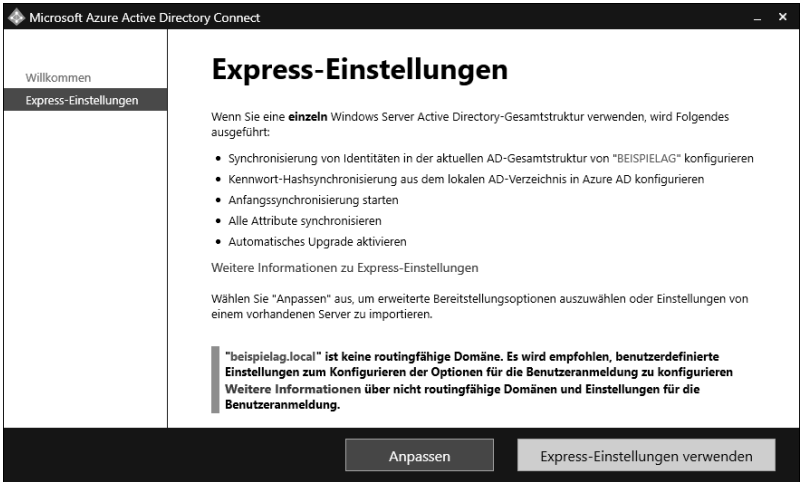 Microsoft Azure Active Directory Connect
Willkommen
Express-Einstellungen
Express-Einstellungen
Wenn Sie eine einzeln Windows Server Active Directory-Gesamtstruktur verwenden, wird Folgendes
ausgeführt:
• Synchronisierung von Identitäten in der aktuellen AD-Gesamtstruktur von "BEISPIELAG" konfigurieren
• Kennwort-Hashsynchronisierung aus dem lokalen AD-Verzeichnis in Azure AD konfigurieren
• Anfangssynchronisierung starten
• Alle Attribute synchronisieren
• Automatisches Upgrade aktivieren
Weitere Informationen zu Express-Einstellungen
Wählen Sie "Anpassen" aus, um erweiterte Bereitstellungsoptionen auszuwählen oder Einstellungen von
einem vorhandenen Server zu importieren.
"beispielag.local" ist keine routingfähige Domäne. Es wird empfohlen, benutzerdefinierte
Einstellungen zum Konfigurieren der Optionen für die Benutzeranmeldung zu konfigurieren
Weitere Informationen über nicht routingfähige Domänen und Einstellungen für die
Benutzeranmeldung.
Anpassen
Express-Einstellungen verwenden